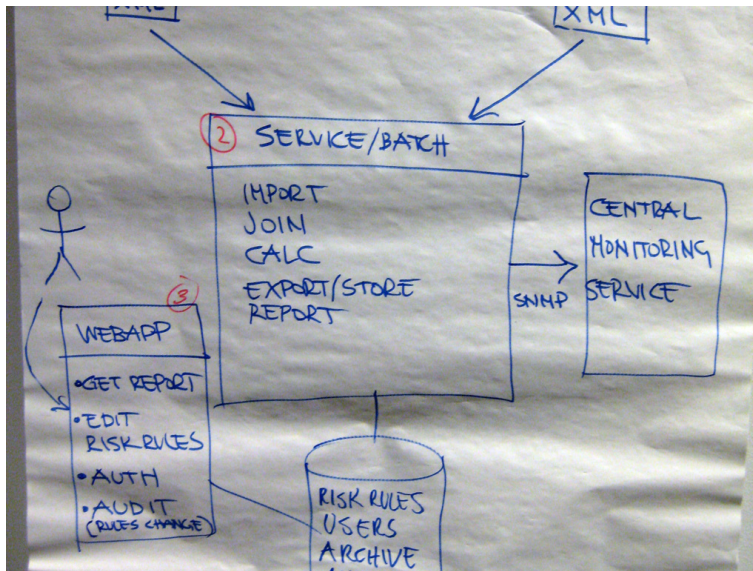 XML
XML
2
SERVICE/BATCH
IMPORT
JOIN
CALC
EXPORT/STORE
REPORT
SNMP
CENTRAL
MONITORING
SERVICE
3
WEBAPP
•GET REPORT
•EDIT
RISK RULES
•AUTH
•AUDIT
(RULES CHANGE)
RISK RULES
USERS
ARCHIVE